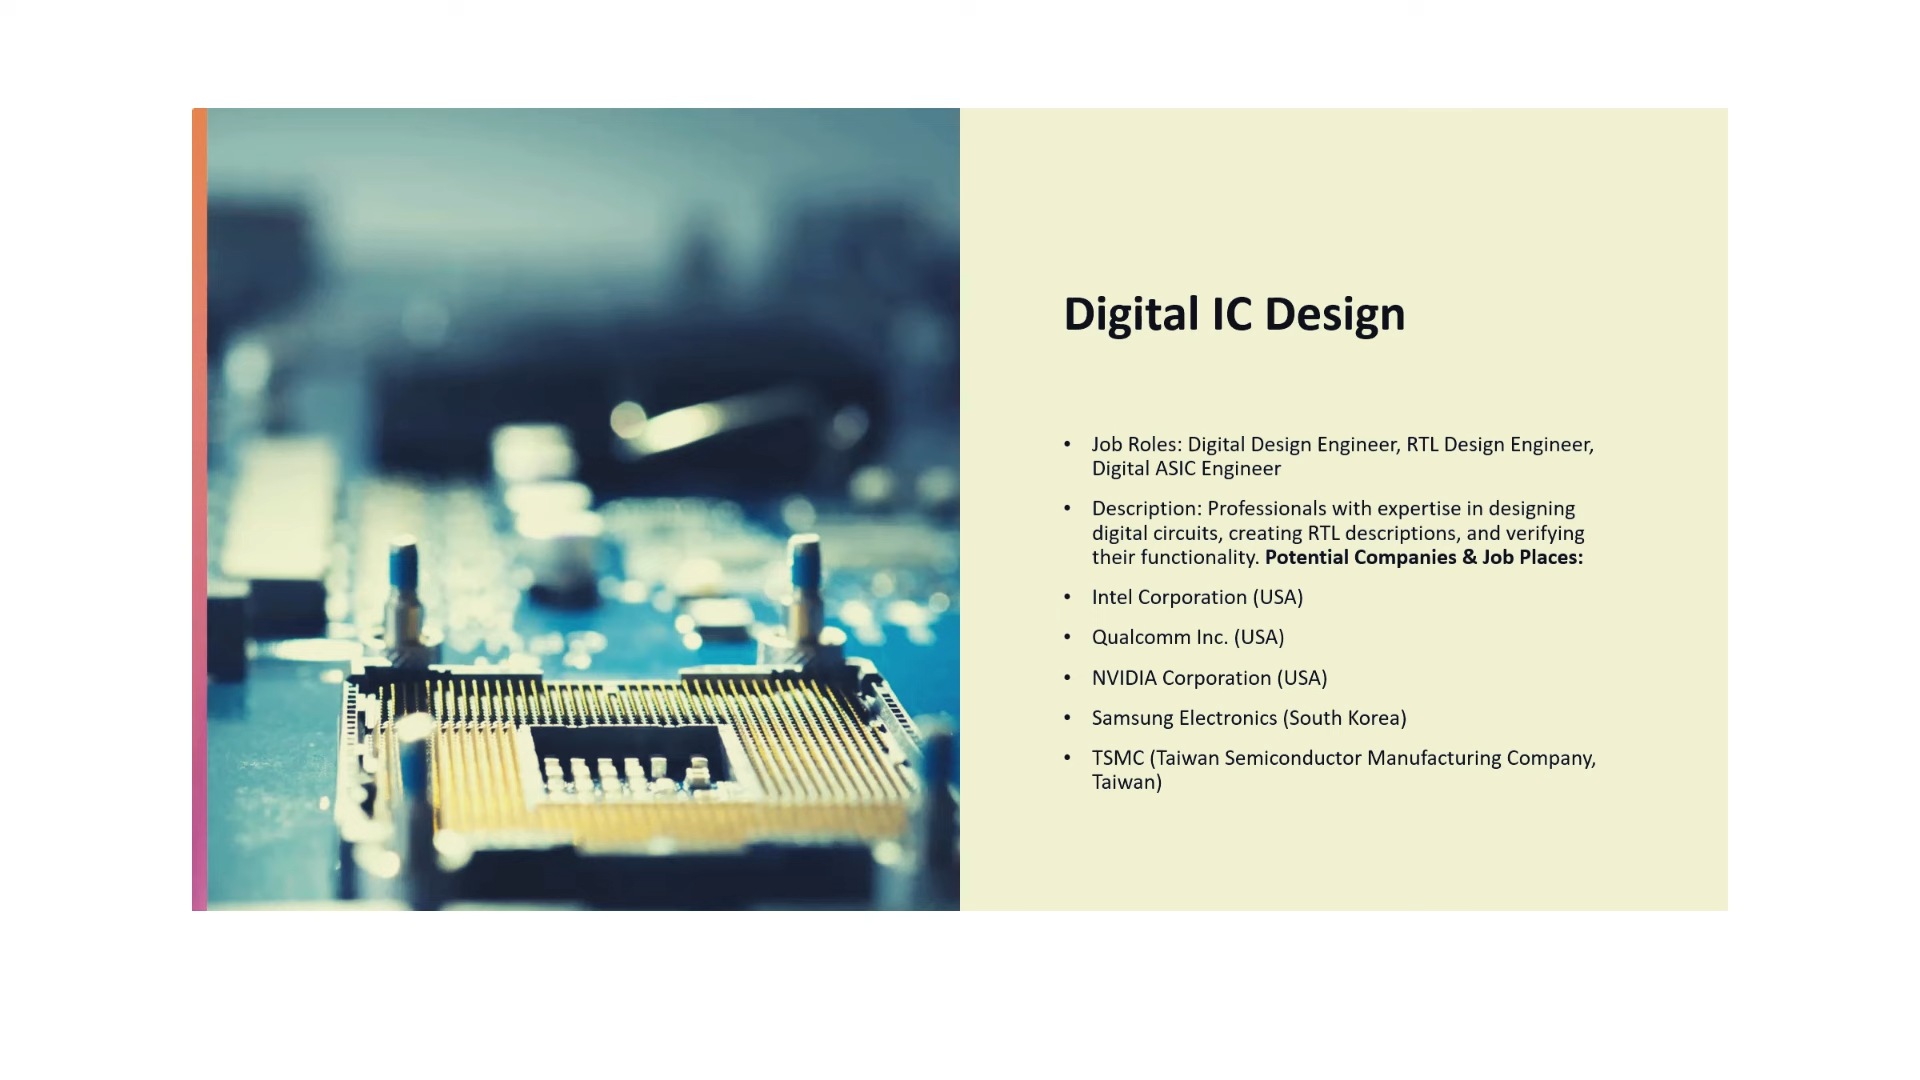 Digital IC Design
• Job Roles: Digital Design Engineer, RTL Design Engineer,
Digital ASIC Engineer
• Description: Professionals with expertise in designing
digital circuits, creating RTL descriptions, and verifying
their functionality. Potential Companies & Job Places:
• Intel Corporation (USA)
• Qualcomm Inc. (USA)
• NVIDIA Corporation (USA)
• Samsung Electronics (South Korea)
• TSMC (Taiwan Semiconductor Manufacturing Company,
Taiwan)